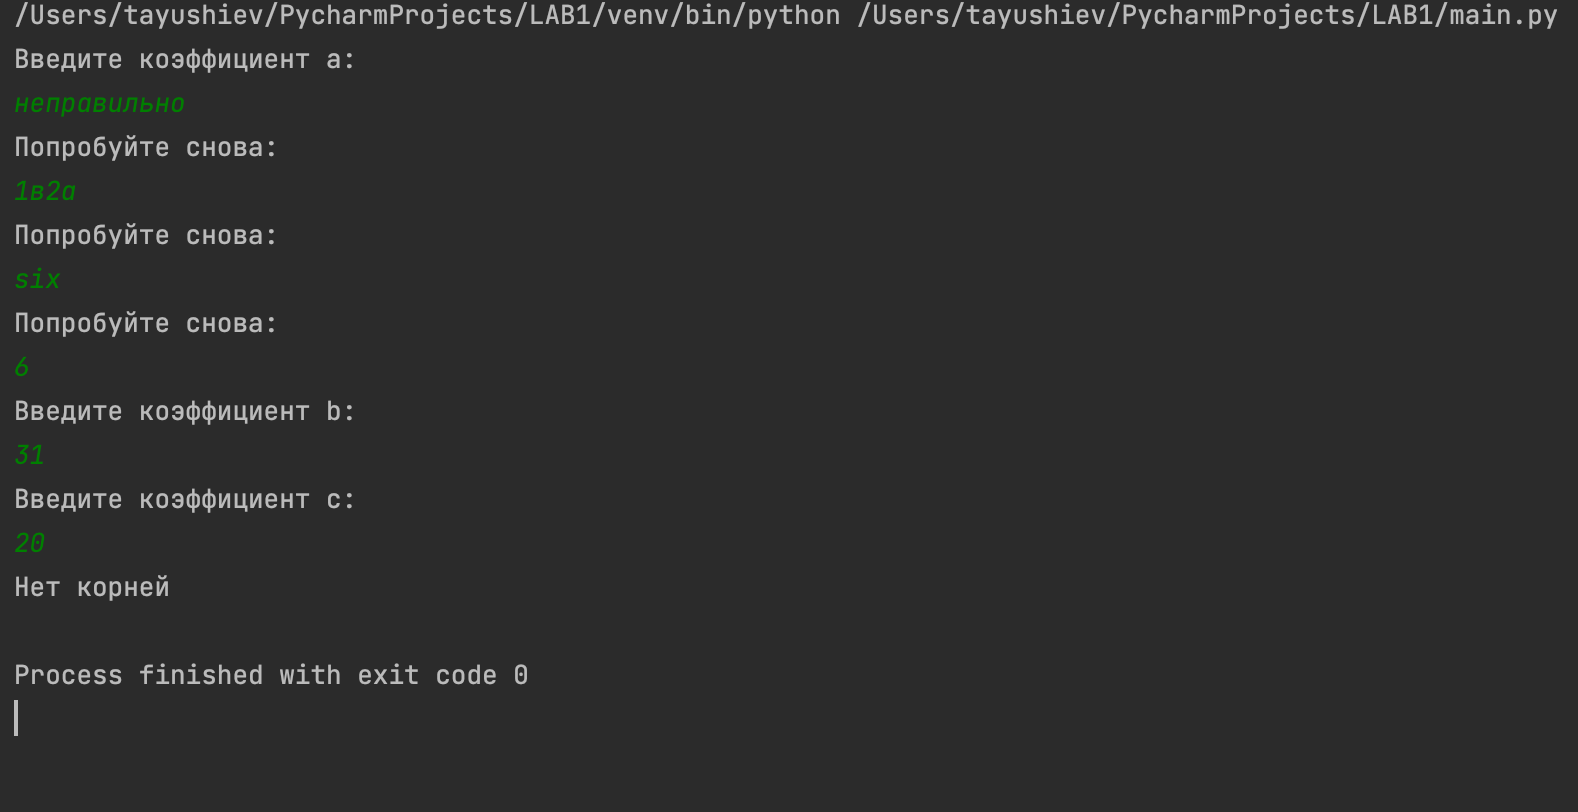 /Users/tayushiev/PycharmProjects/LAB1/venv/bin/python /Users/tayushiev/PycharmProjects/LAB1/main.py
Введите коэффициент a:
неправильно
Попробуйте снова:
1в2а
Попробуйте снова:
six
Попробуйте снова:
6
Введите коэффициент b:
31
Введите коэффициент c:
20
Нет корней
Process finished with exit code 0